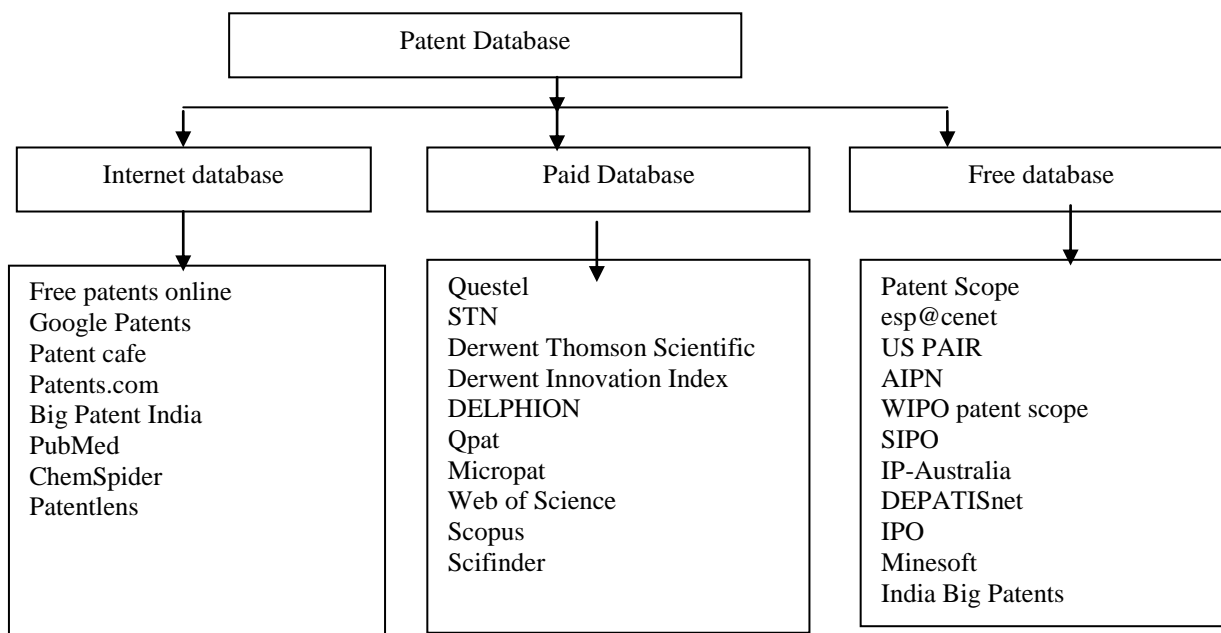 Patent Database
Internet database
Paid Database
Free database
Free patents online
Google Patents
Patent cafe
Patents.com
Big Patent India
PubMed
ChemSpider
Patentlens
Questel
STN
Derwent Thomson Scientific
Derwent Innovation Index
DELPHION
Qpat
Micropat
Web of Science
Scopus
Scifinder
Patent Scope
esp@cenet
US PAIR
AIPN
WIPO patent scope
SIPO
IP-Australia
DEPATISnet
IPO
Minesoft
India Big Patents